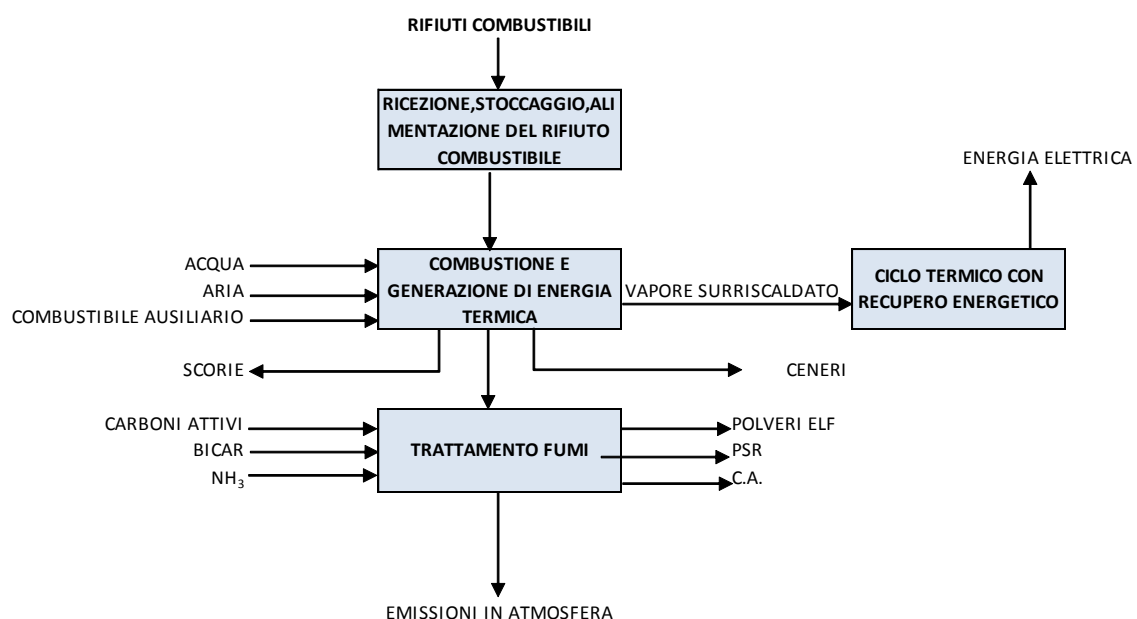 RIFIUTI COMBUSTIBILI
RICEZIONE,STOCCAGGIO,ALI
MENTAZIONE DEL RIFIUTO
COMBUSTIBILE
ENERGIA ELETTRICA
ACQUA
ARIA
COMBUSTIBILE AUSILIARIO
COMBUSTIONE E
GENERAZIONE DI ENERGIA
TERMICA
VAPORE SURRISCALDATO
CICLO TERMICO CON
RECUPERO ENERGETICO
SCORIE
CENERI
CARBONI ATTIVI
BICAR
NH₃
TRATTAMENTO FUMI
POLVERI ELF
PSR
C.A.
EMISSIONI IN ATMOSFERA